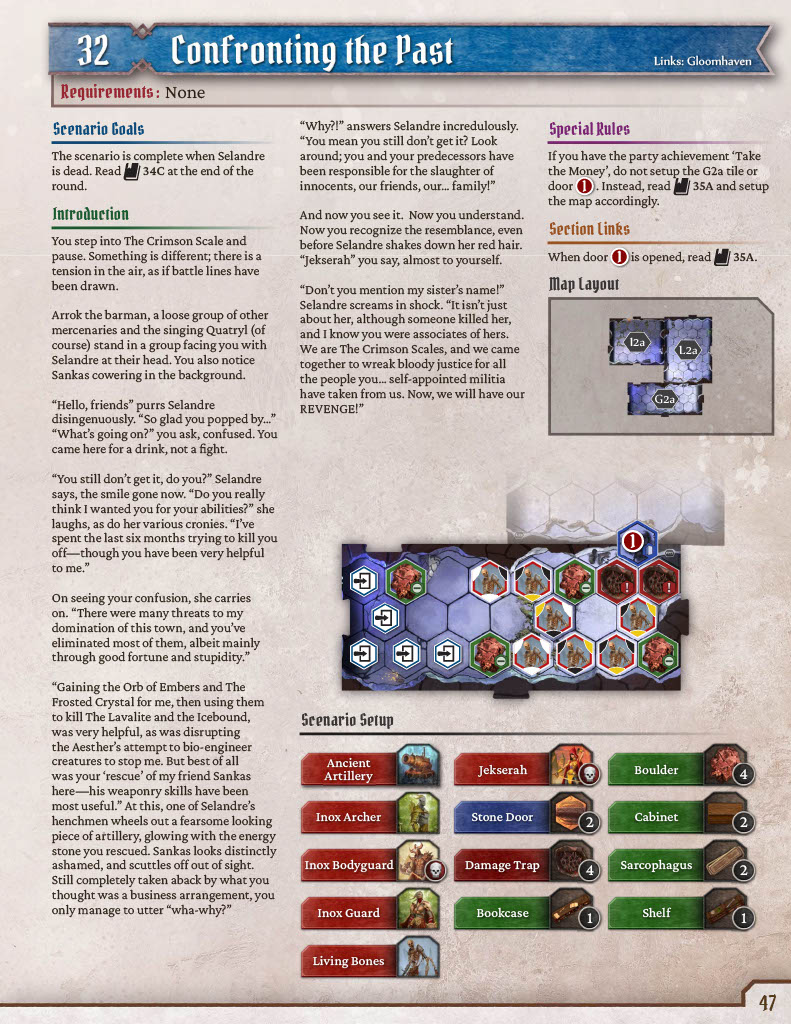 32 Confronting the Past
Links: Gloomhaven
Requirements: None
Scenario Goals
The scenario is complete when Selandre
is dead. Read 34C at the end of the
round.
Introduction
You step into The Crimson Scale and
pause. Something is different; there is a
tension in the air, as if battle lines have
been drawn.
Arrok the barman, a loose group of other
mercenaries and the singing Quatryl (of
course) stand in a group facing you with
Selandre at their head. You also notice
Sankas cowering in the background.
“Hello, friends” purrs Selandre
disingenuously. “So glad you popped by...”
“What’s going on?” you ask, confused. You
came here for a drink, not a fight.
“You still don’t get it, do you?” Selandre
says, the smile gone now. “Do you really
think I wanted you for your abilities?” she
laughs, as do her various cronies. “I’ve
spent the last six months trying to kill you
off—though you have been very helpful
to me.”
On seeing your confusion, she carries
on. “There were many threats to my
domination of this town, and you’ve
eliminated most of them, albeit mainly
through good fortune and stupidity.”
“Gaining the Orb of Embers and The
Frosted Crystal for me, then using them
to kill The Lavalite and the Icebound,
was very helpful, as was disrupting
the Aesther’s attempt to bio-engineer
creatures to stop me. But best of all
was your ‘rescue’ of my friend Sankas
here—his weaponry skills have been
most useful.” At this, one of Selandre’s
henchmen wheels out a fearsome looking
piece of artillery, glowing with the energy
stone you rescued. Sankas looks distinctly
ashamed, and scuttles off out of sight.
Still completely taken aback by what you
thought was a business arrangement, you
only manage to utter “wha-why?”
“Why?!” answers Selandre incredulously.
“You mean you still don’t get it? Look
around; you and your predecessors have
been responsible for the slaughter of
innocents, our friends, our... family!”
And now you see it. Now you understand.
Now you recognize the resemblance, even
before Selandre shakes down her red hair.
“Jekserah” you say, almost to yourself.
“Don’t you mention my sister’s name!”
Selandre screams in shock. “It isn’t just
about her, although someone killed her,
and I know you were associates of hers.
We are The Crimson Scales, and we came
together to wreak bloody justice for all
the people you... self-appointed militia
have taken from us. Now, we will have our
REVENGE!”
Special Rules
If you have the party achievement ‘Take
the Money’, do not setup the G2a tile or
door 1. Instead, read 35A and setup
the map accordingly.
Section Links
When door 1 is opened, read 35A.
Map Layout
I2a
L2a
G2a
1
! !
Scenario Setup
Ancient
Artillery
Jekserah
Boulder 4
Inox Archer
Stone Door 2
Cabinet 2
Inox Bodyguard
Damage Trap 4
Sarcophagus 2
Inox Guard
Bookcase 1
Shelf 1
Living Bones
47